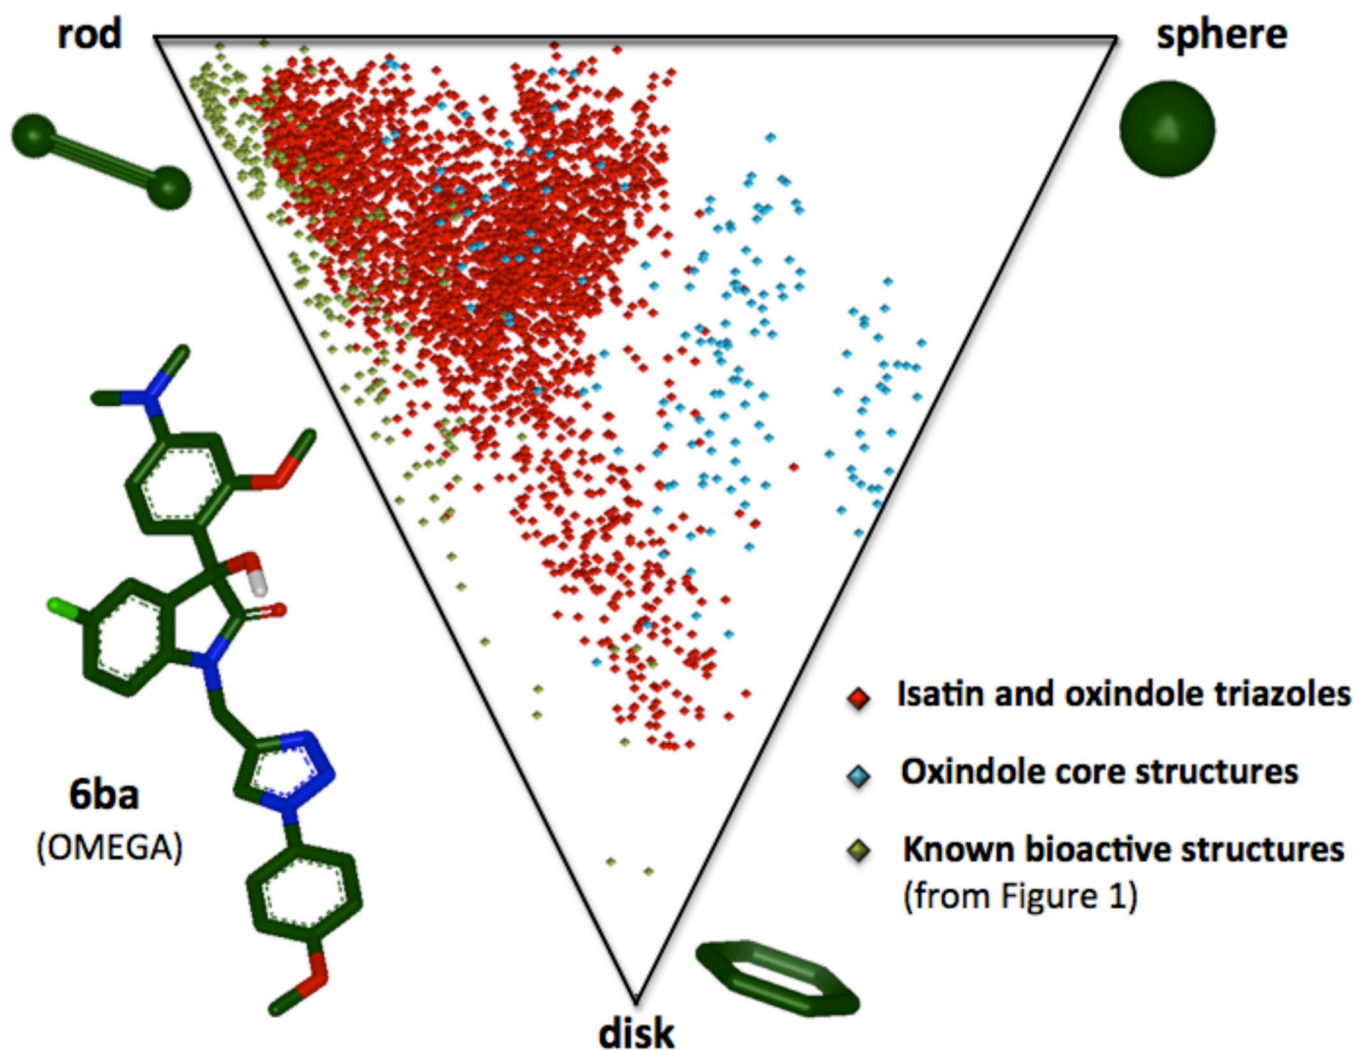 rod
sphere
6ba
(OMEGA)
Isatin and oxindole triazoles
Oxindole core structures
Known bioactive structures
(from Figure 1)
disk